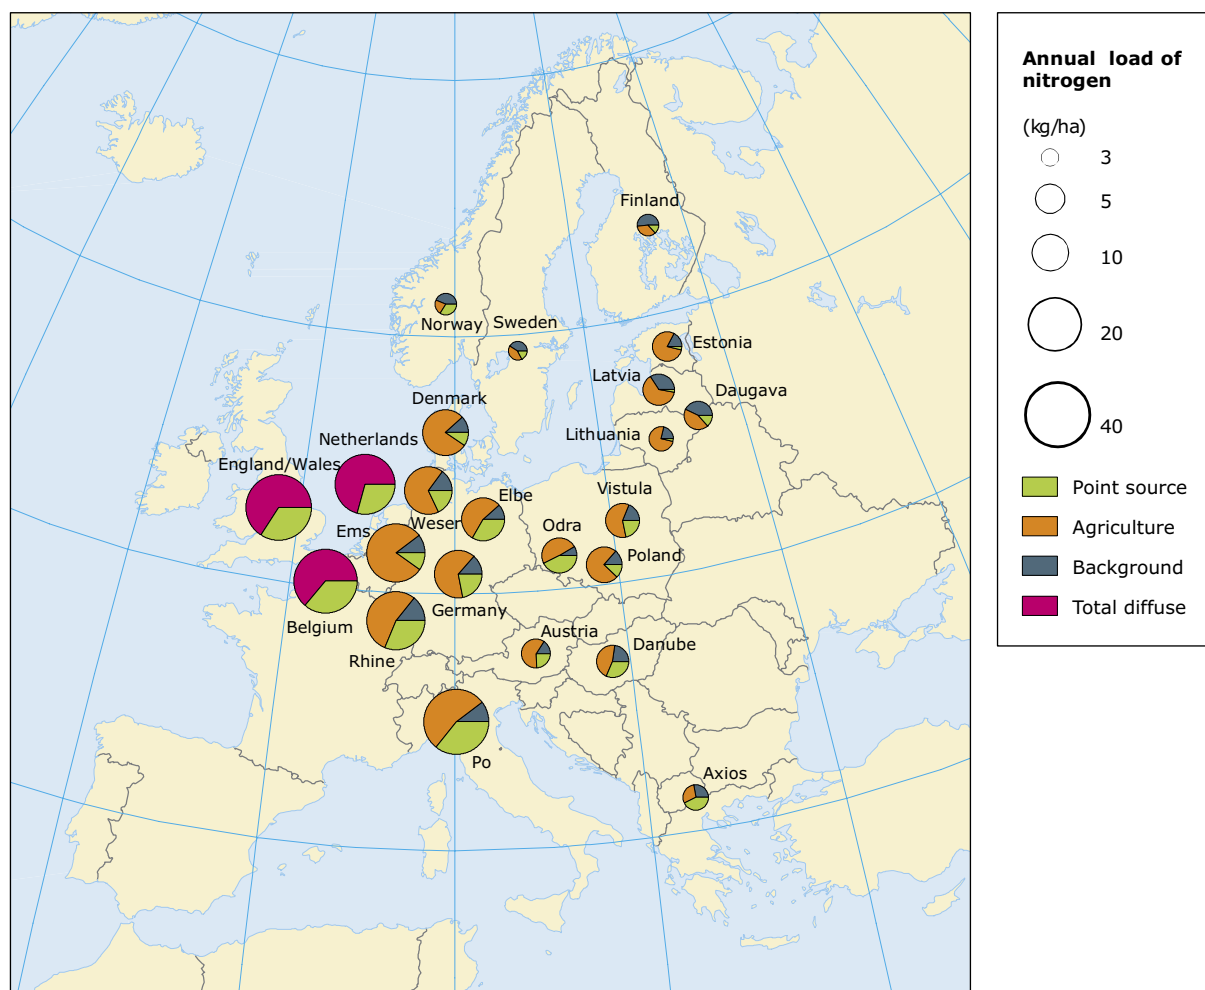 Annual load of
nitrogen
(kg/ha)
3
5
10
20
40
Point source
Agriculture
Background
Total diffuse
Finland
Norway
Sweden
Estonia
Latvia
Daugava
Denmark
Lithuania
Netherlands
England/Wales
Elbe
Vistula
Weser
Odra
Ems
Poland
Germany
Belgium
Austria
Danube
Rhine
Po
Axios